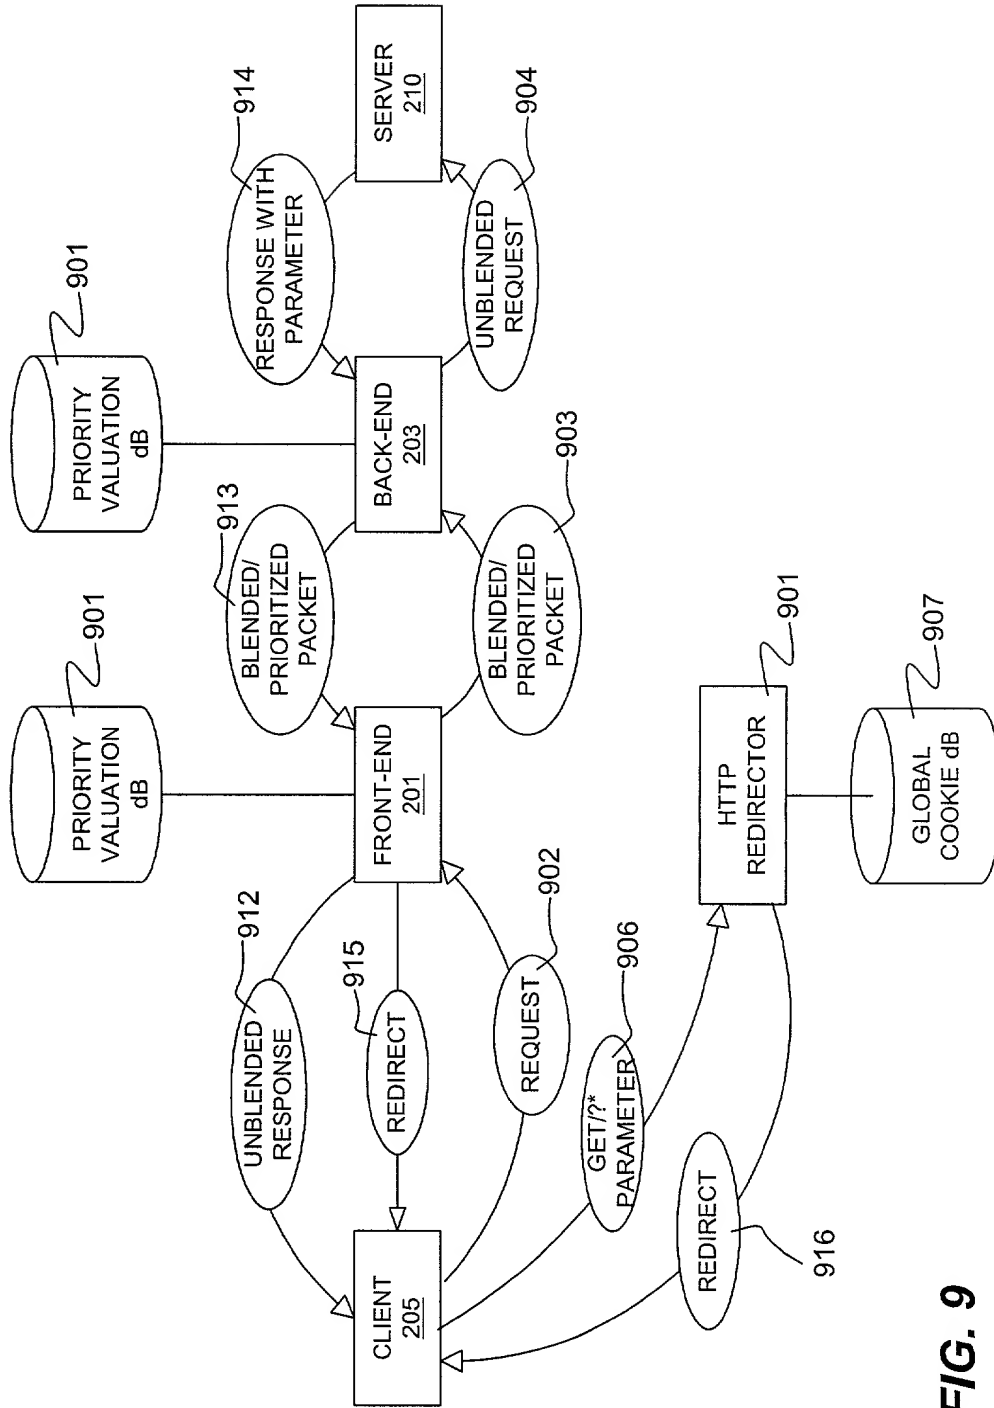 914
SERVER
210
RESPONSE WITH
PARAMETER
904
UNBLENDED
REQUEST
901
PRIORITY
VALUATION
dB
BACK-END
203
913
BLENDED/
PRIORITIZED
PACKET
903
BLENDED/
PRIORITIZED
PACKET
901
PRIORITY
VALUATION
dB
FRONT-END
201
901
HTTP
REDIRECTOR
907
GLOBAL
COOKIE dB
912
UNBLENDED
RESPONSE
915
REDIRECT
902
REQUEST
906
GET/?*
PARAMETER
CLIENT
205
REDIRECT
916
FIG. 9